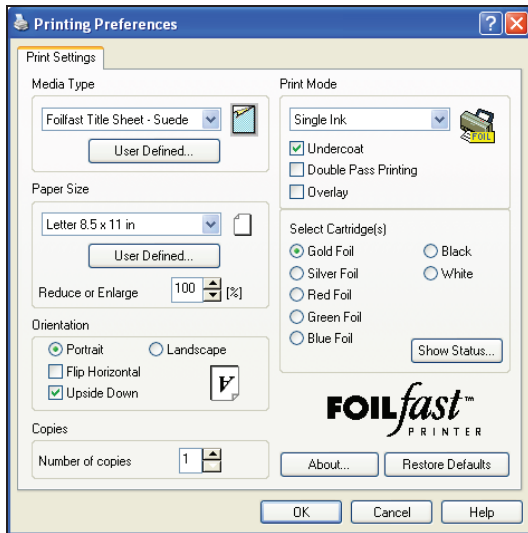 Printing Preferences
Print Settings
Media Type
Foilfast Title Sheet - Suede
User Defined...
Paper Size
Letter 8.5 x 11 in
User Defined...
Reduce or Enlarge 100 [%]
Orientation
Portrait Landscape
Flip Horizontal
Upside Down
A
Copies
Number of copies 1
Print Mode
Single Ink
FOIL
Undercoat
Double Pass Printing
Overlay
Select Cartridge(s)
Gold Foil Black
Silver Foil White
Red Foil
Green Foil
Blue Foil
Show Status...
FOILfast™
PRINTER
About... Restore Defaults
OK Cancel Help